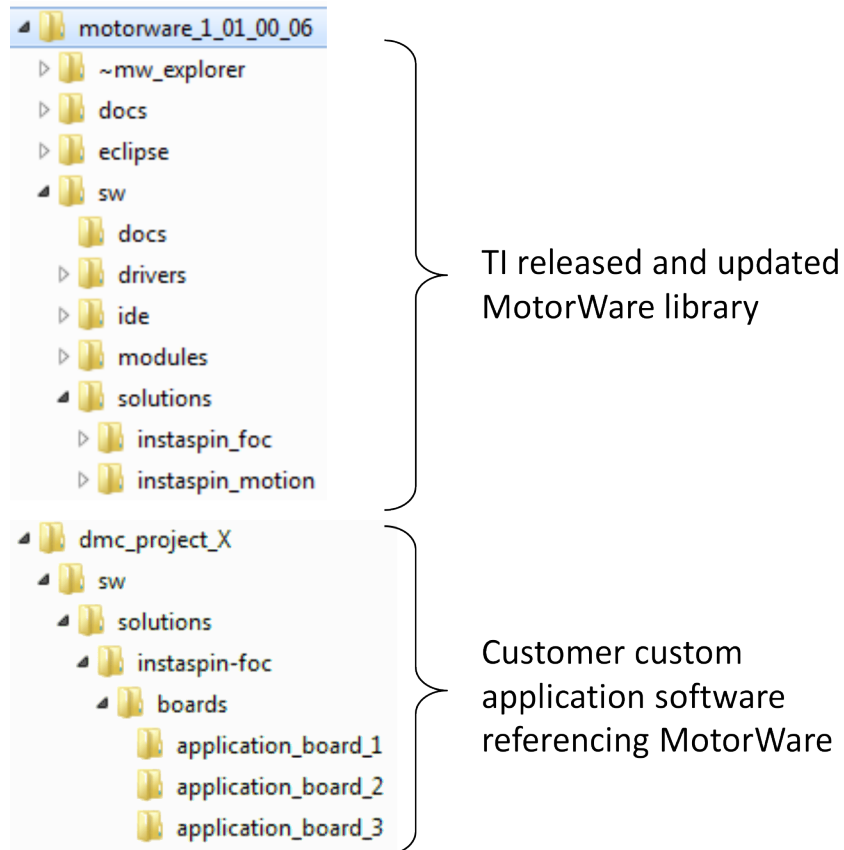 motorware_1_01_00_06
~mw_explorer
docs
eclipse
sw
docs
drivers
ide
modules
solutions
instaspin_foc
instaspin_motion
TI released and updated
MotorWare library
dmc_project_X
sw
solutions
instaspin-foc
boards
application_board_1
application_board_2
application_board_3
Customer custom
application software
referencing MotorWare